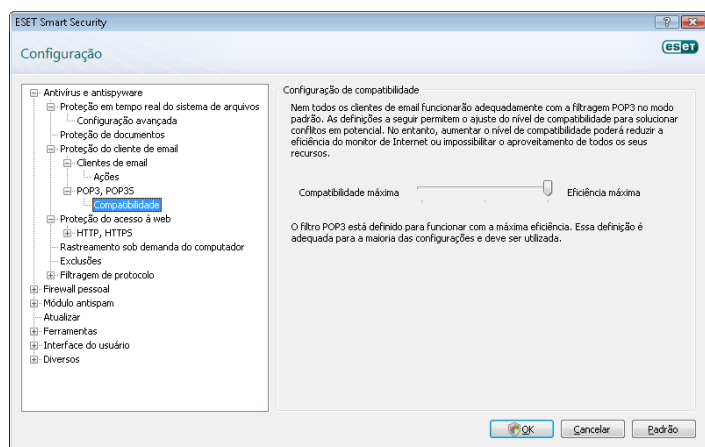 ESET Smart Security
Configuração
eset
Antivírus e antispyware
Proteção em tempo real do sistema de arquivos
Configuração avançada
Proteção de documentos
Proteção do cliente de email
Clientes de email
Ações
POP3, POP3S
Compatibilidade
Proteção do acesso à web
HTTP, HTTPS
Rastreamento sob demanda do computador
Exclusões
Filtragem de protocolo
Firewall pessoal
Módulo antispam
Atualizar
Ferramentas
Interface do usuário
Diversos
Configuração de compatibilidade
Nem todos os clientes de email funcionarão adequadamente com a filtragem POP3 no modo
padrão. As definições a seguir permitem o ajuste do nível de compatibilidade para solucionar
conflitos em potencial. No entanto, aumentar o nível de compatibilidade poderá reduzir a
eficiência do monitor de Internet ou impossibilitar o aproveitamento de todos os seus
recursos.
Compatibilidade máxima
Eficiência máxima
O filtro POP3 está definido para funcionar com a máxima eficiência. Essa definição é
adequada para a maioria das configurações e deve ser utilizada.
OK
Cancelar
Padrão